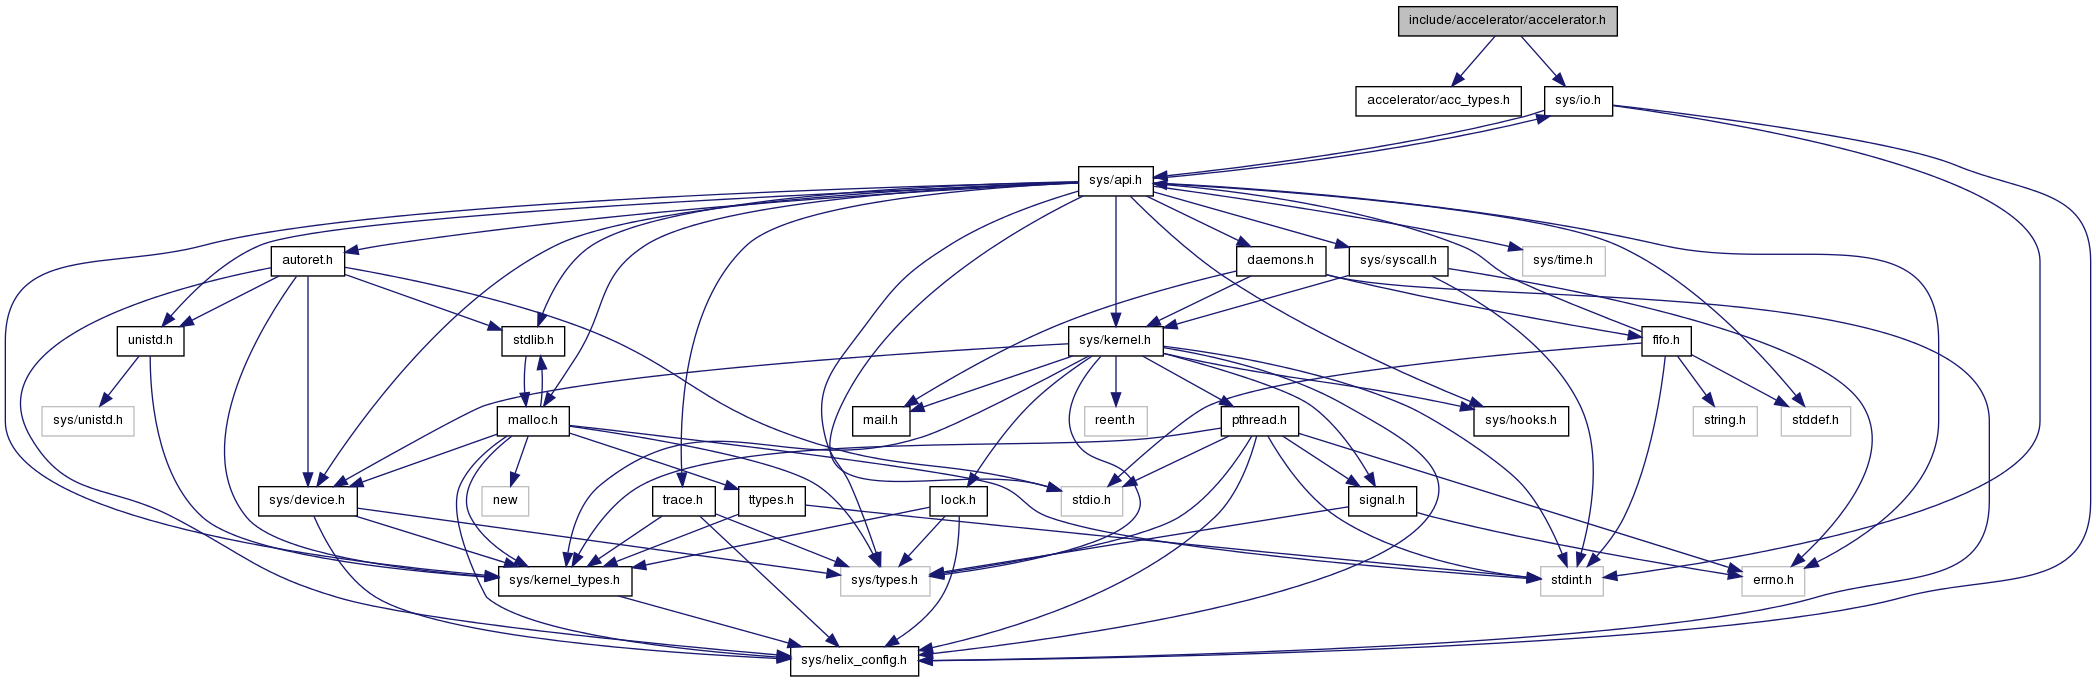 include/accelerator/accelerator.h
accelerator/acc_types.h
sys/io.h
sys/api.h
autoret.h
daemons.h
sys/syscall.h
sys/time.h
unistd.h
stdlib.h
sys/kernel.h
fifo.h
sys/unistd.h
malloc.h
mail.h
reent.h
pthread.h
sys/hooks.h
string.h
stddef.h
sys/device.h
new
trace.h
ttypes.h
lock.h
stdio.h
signal.h
sys/kernel_types.h
sys/types.h
stdint.h
errno.h
sys/helix_config.h